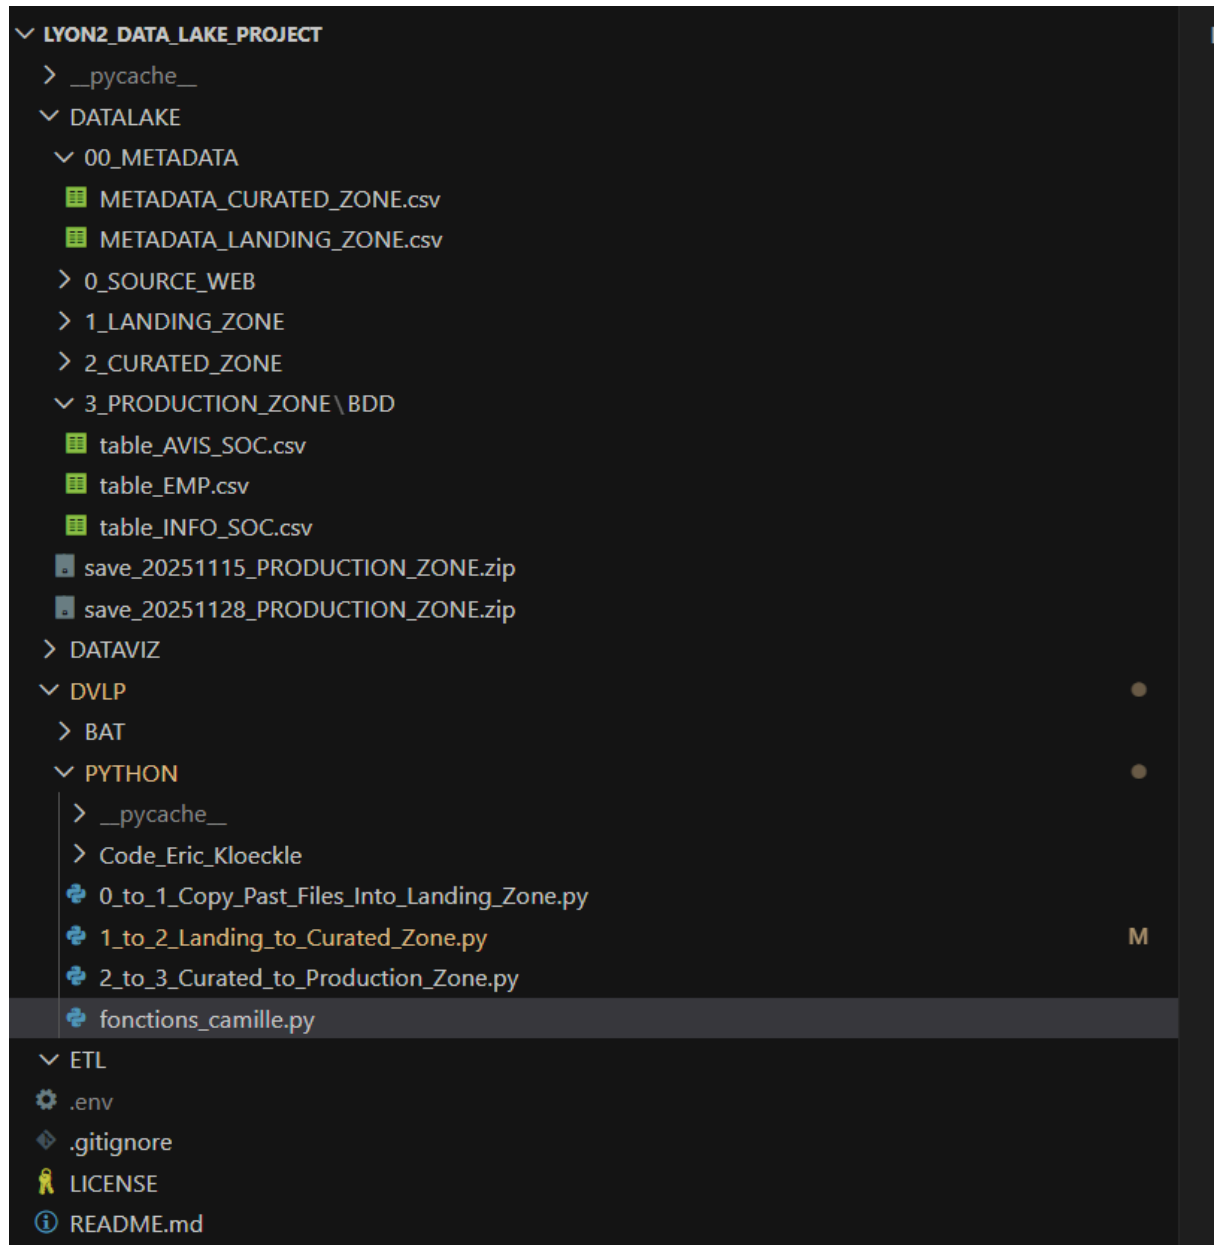 LYON2_DATA_LAKE_PROJECT
__pycache__
DATALAKE
00_METADATA
METADATA_CURATED_ZONE.csv
METADATA_LANDING_ZONE.csv
0_SOURCE_WEB
1_LANDING_ZONE
2_CURATED_ZONE
3_PRODUCTION_ZONE\BDD
table_AVIS_SOC.csv
table_EMP.csv
table_INFO_SOC.csv
save_20251115_PRODUCTION_ZONE.zip
save_20251128_PRODUCTION_ZONE.zip
DATAVIZ
DVLP
BAT
PYTHON
__pycache__
Code_Eric_Kloeckle
0_to_1_Copy_Past_Files_Into_Landing_Zone.py
1_to_2_Landing_to_Curated_Zone.py M
2_to_3_Curated_to_Production_Zone.py
fonctions_camille.py
ETL
.env
.gitignore
LICENSE
README.md